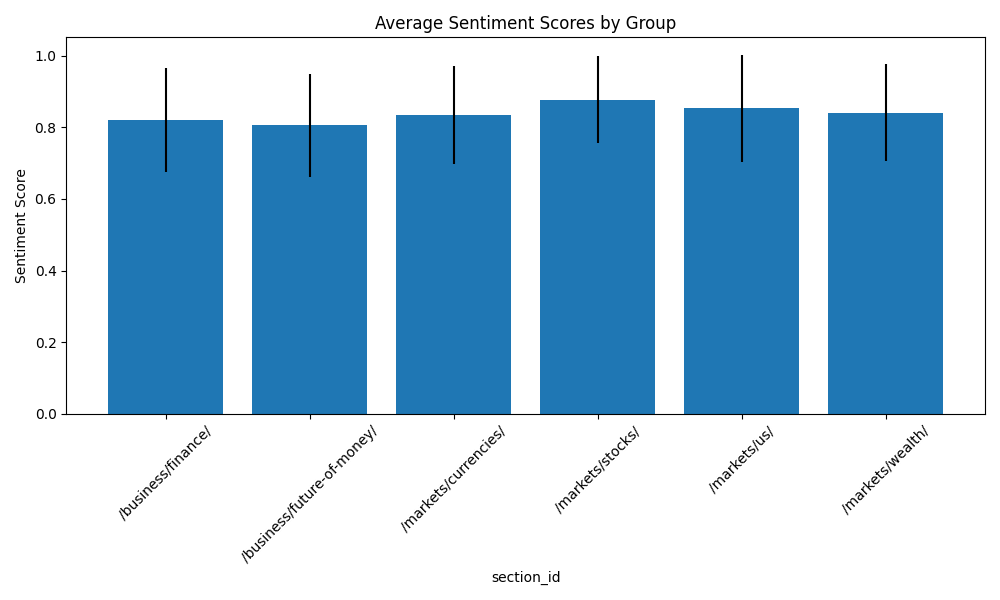 Average Sentiment Scores by Group
Sentiment Score
1.0
0.8
0.6
0.4
0.2
0.0
/business/finance/
/business/future-of-money/
/markets/currencies/
/markets/stocks/
/markets/us/
/markets/wealth/
section_id